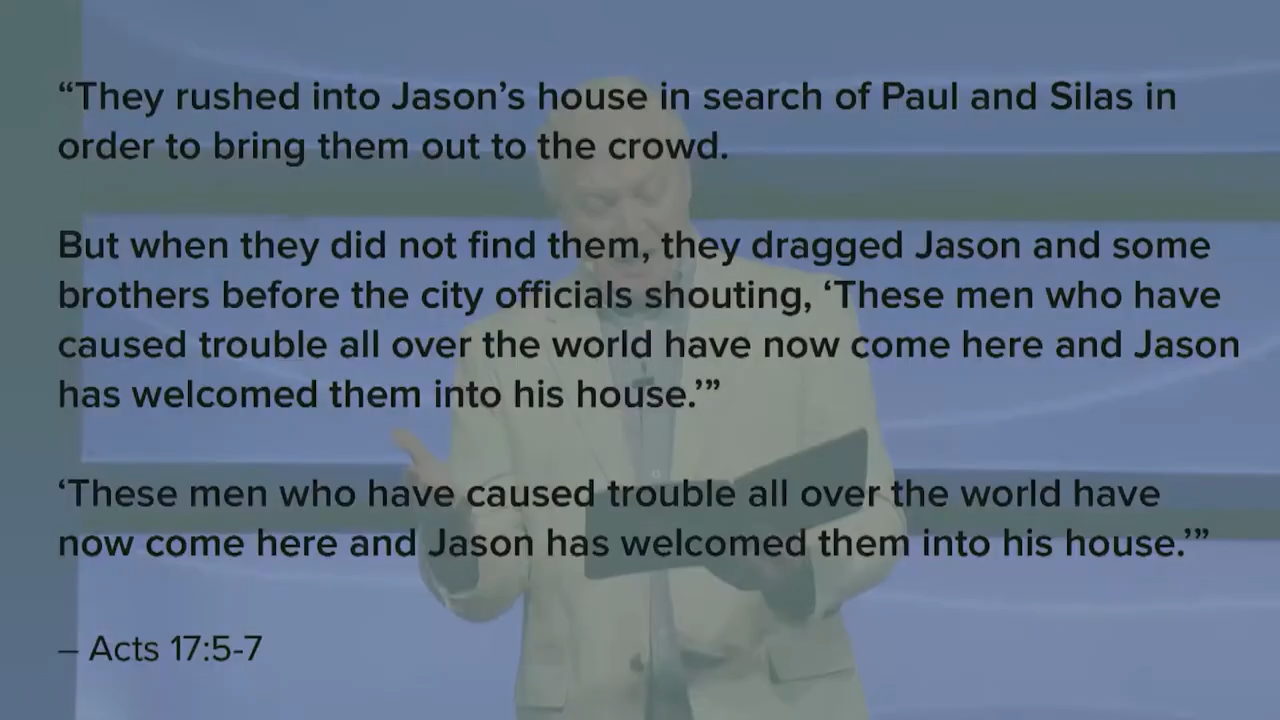 “They rushed into Jason’s house in search of Paul and Silas in
order to bring them out to the crowd.
But when they did not find them, they dragged Jason and some
brothers before the city officials shouting, ‘These men who have
caused trouble all over the world have now come here and Jason
has welcomed them into his house.’”
‘These men who have caused trouble all over the world have
now come here and Jason has welcomed them into his house.’”
– Acts 17:5-7